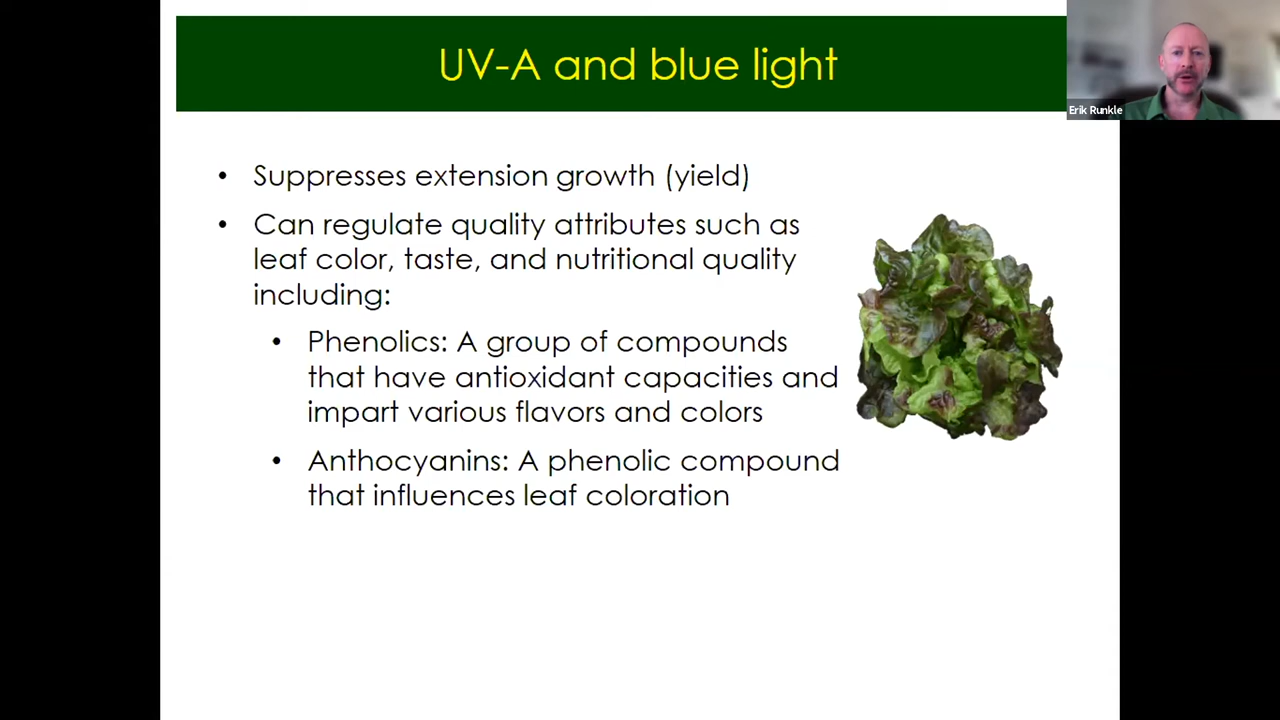 UV-A and blue light
Erik Runkle
• Suppresses extension growth (yield)
• Can regulate quality attributes such as
leaf color, taste, and nutritional quality
including:
• Phenolics: A group of compounds
that have antioxidant capacities and
impart various flavors and colors
• Anthocyanins: A phenolic compound
that influences leaf coloration